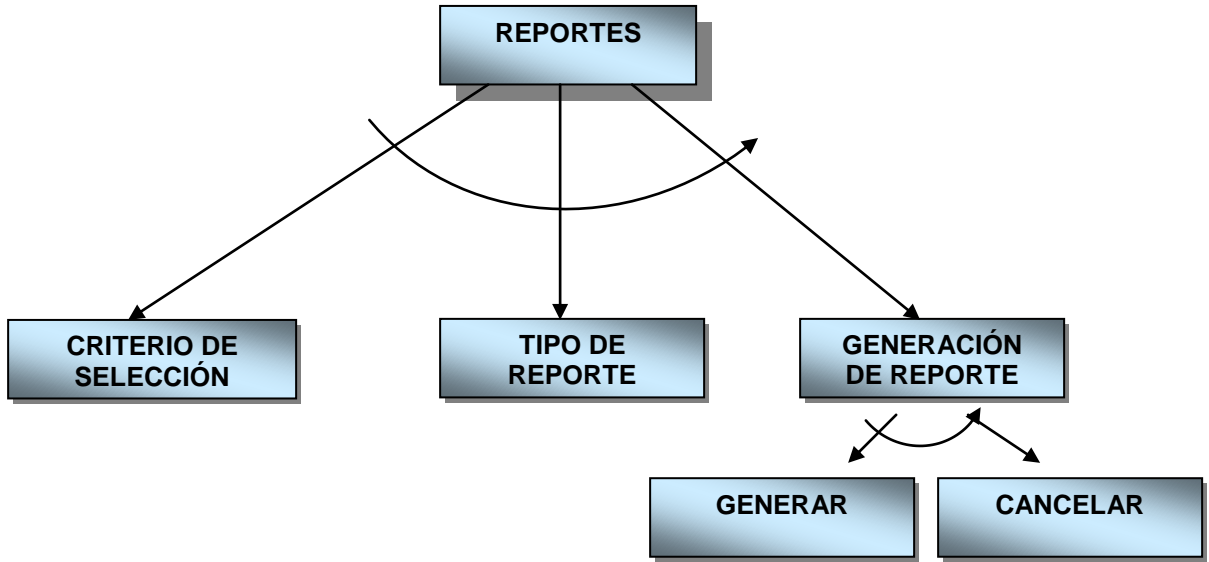 REPORTES
CRITERIO DE
SELECCIÓN
TIPO DE
REPORTE
GENERACIÓN
DE REPORTE
GENERAR
CANCELAR